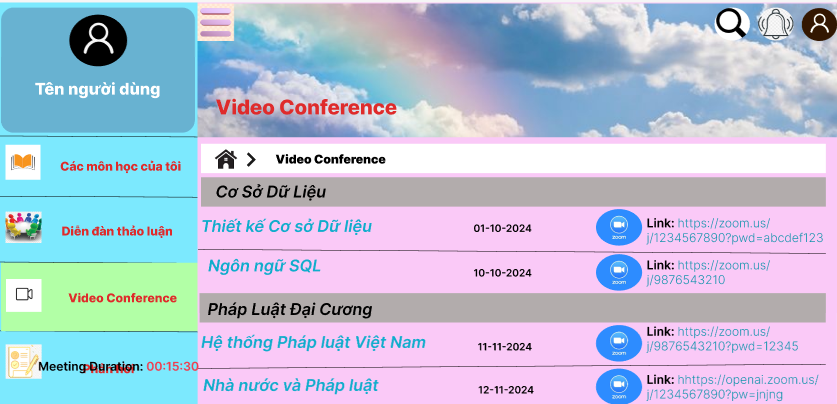 Tên người dùng
Các môn học của tôi
Diễn đàn thảo luận
Video Conference
Meeting Duration: 00:15:30
Video Conference
Video Conference
Cơ Sở Dữ Liệu
Thiết kế Cơ sở Dữ liệu
01-10-2024
zoom
Link: https://zoom.us/
j/1234567890?pwd=abcdef123
Ngôn ngữ SQL
10-10-2024
zoom
Link: https://zoom.us/
j/9876543210
Pháp Luật Đại Cương
Hệ thống Pháp luật Việt Nam
11-11-2024
zoom
Link: https://zoom.us/
j/9876543210?pwd=12345
Nhà nước và Pháp luật
12-11-2024
zoom
Link: hhttps://openai.zoom.us/
j/1234567890?pw=jnjng